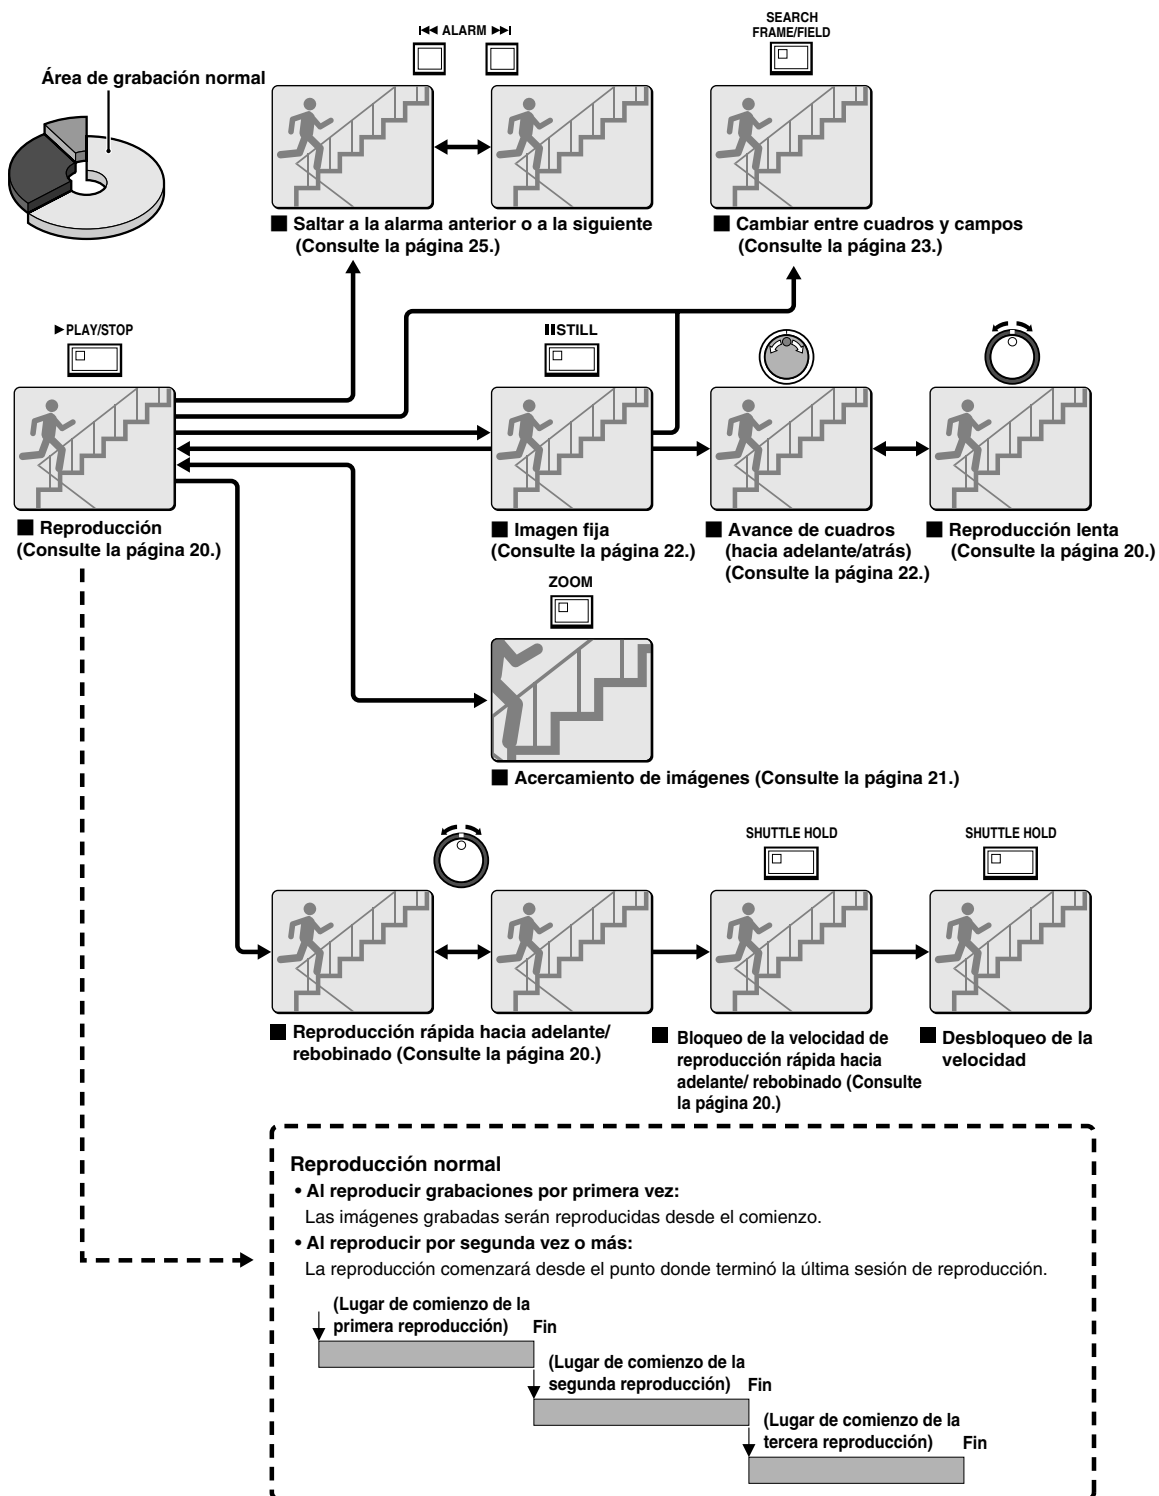 ⏮ ALARM ⏭
SEARCH
FRAME/FIELD
Área de grabación normal
■ Saltar a la alarma anterior o a la siguiente
(Consulte la página 25.)
■ Cambiar entre cuadros y campos
(Consulte la página 23.)
►PLAY/STOP
IISTILL
■ Reproducción
(Consulte la página 20.)
■ Imagen fija
(Consulte la página 22.)
■ Avance de cuadros
(hacia adelante/atrás)
(Consulte la página 22.)
■ Reproducción lenta
(Consulte la página 20.)
ZOOM
■ Acercamiento de imágenes (Consulte la página 21.)
SHUTTLE HOLD
SHUTTLE HOLD
■ Reproducción rápida hacia adelante/
rebobinado (Consulte la página 20.)
■ Bloqueo de la velocidad de
reproducción rápida hacia
adelante/ rebobinado (Consulte
la página 20.)
■ Desbloqueo de la
velocidad
Reproducción normal
• Al reproducir grabaciones por primera vez:
Las imágenes grabadas serán reproducidas desde el comienzo.
• Al reproducir por segunda vez o más:
La reproducción comenzará desde el punto donde terminó la última sesión de reproducción.
(Lugar de comienzo de la
primera reproducción) Fin
(Lugar de comienzo de la
segunda reproducción) Fin
(Lugar de comienzo de la
tercera reproducción) Fin